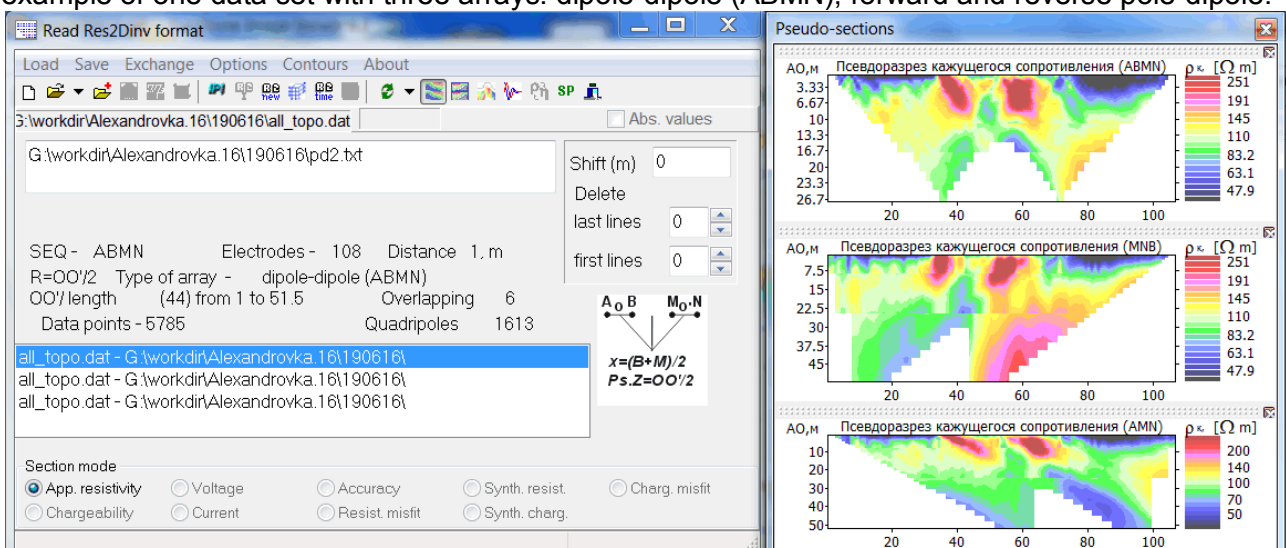 example of one data set with three arrays: dipole-dipole (ABMN), forward and reverse pole-dipole.
Read Res2Dinv format
Load Save Exchange Options Contours About
IPI new time SP
G:\workdir\Alexandrovka.16\190616\all_topo.dat
Abs. values
G:\workdir\Alexandrovka.16\190616\pd2.txt
Shift (m) 0
Delete
last lines 0
first lines 0
SEQ - ABMN Electrodes - 108 Distance 1, m
R=OO'/2 Type of array - dipole-dipole (ABMN)
OO'/ length (44) from 1 to 51.5 Overlapping 6
Data points - 5785 Quadripoles 1613
A O B M O' N
x=(B+M)/2
Ps.Z=OO'/2
all_topo.dat - G:\workdir\Alexandrovka.16\190616\
all_topo.dat - G:\workdir\Alexandrovka.16\190616\
all_topo.dat - G:\workdir\Alexandrovka.16\190616\
Section mode
App. resistivity Voltage Accuracy Synth. resist. Charg. misfit
Chargeability Current Resist. misfit Synth. charg.
Pseudo-sections
AO,м Псевдоразрез кажущегося сопротивления (ABMN) ρк, [Ω m]
3.33
6.67
10
13.3
16.7
20
23.3
26.7
20 40 60 80 100
251
191
145
110
83.2
63.1
47.9
AO,м Псевдоразрез кажущегося сопротивления (MNB) ρк, [Ω m]
7.5
15
22.5
30
37.5
45
20 40 60 80 100
251
191
145
110
83.2
63.1
47.9
AO,м Псевдоразрез кажущегося сопротивления (AMN) ρк, [Ω m]
10
20
30
40
50
20 40 60 80 100
200
140
100
70
50